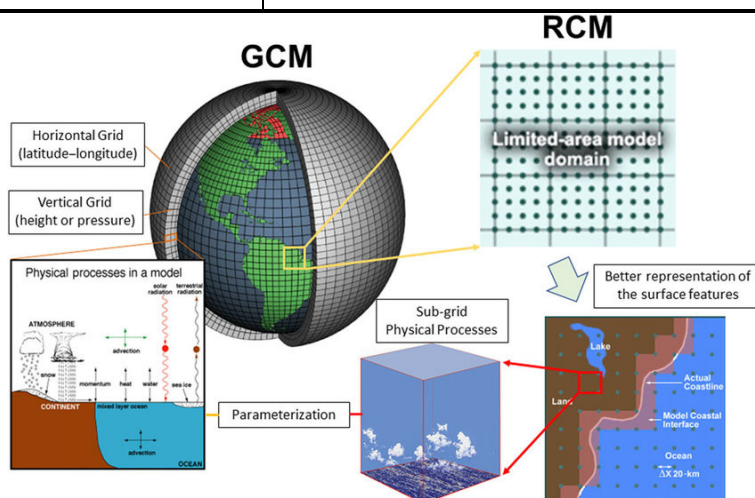 GCM
RCM
Horizontal Grid
(latitude–longitude)
Vertical Grid
(height or pressure)
Limited-area model
domain
Better representation of
the surface features
Physical processes in a model
solar
radiation
terrestrial
radiation
ATMOSPHERE
advection
snow
momentum
heat
water
sea ice
CONTINENT
mixed layer ocean
advection
OCEAN
Parameterization
Sub-grid
Physical Processes
Lake
Land
Actual
Coastline
Model Coastal
Interface
Ocean
ΔX 20-km